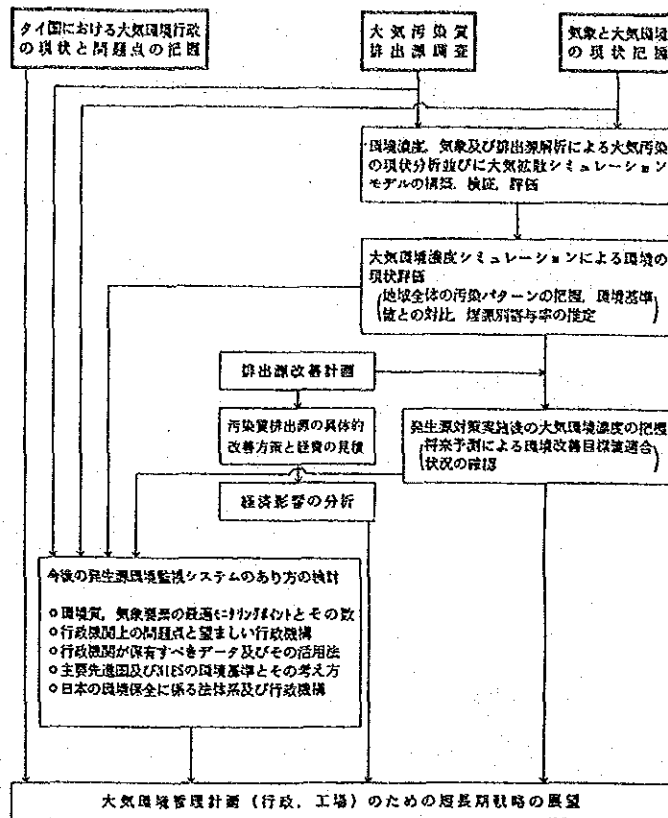 タイ国における大気環境行政
の現状と問題点の把握
大気汚染質
排出源調査
気象と大気環境
の現状把握
環境濃度、気象及び排出源解析による大気汚染
の現状分析並びに大気拡散シミュレーション
モデルの構築、検証、評価
大気環境濃度シミュレーションによる環境の
現状評価
(地域全体の汚染パターンの把握、環境基準
値との対比、煙源別寄与率の推定)
排出源改善計画
汚染質排出源の具体的
改善方策と経費の見積
発生源対策実施後の大気環境濃度の把握
(将来予測による環境改善目標値適合
状況の確認)
経済影響の分析
今後の発生源環境監視システムのあり方の検討
○環境質、気象要素の最適モニタリングポイントとその数
○行政機関上の問題点と望ましい行政機構
○行政機関が保有すべきデータ及びその活用法
○主要先進国及びNIESの環境基準とその考え方
○日本の環境保全に係る法体系及び行政機構
大気環境管理計画(行政、工場)のための短長期戦略の展望